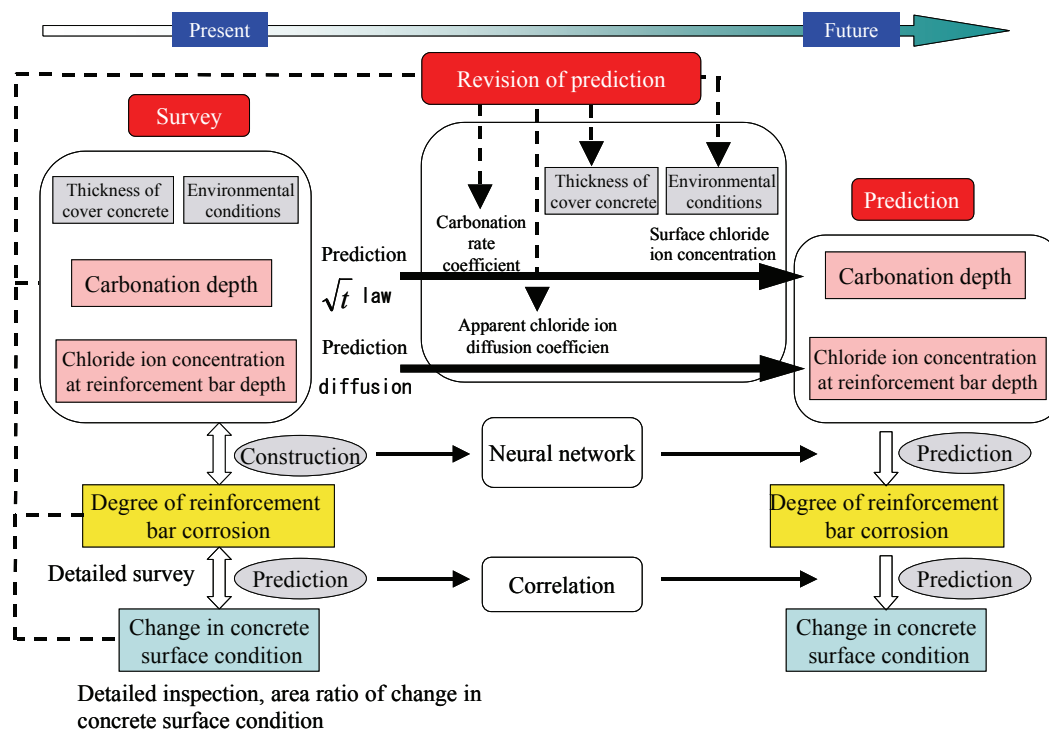 Present
Future
Revision of prediction
Survey
Thickness of
cover concrete
Environmental
conditions
Thickness of
cover concrete
Environmental
conditions
Prediction
Carbonation
rate
coefficient
Surface chloride
ion concentration
Prediction
√t law
Carbonation depth
Carbonation depth
Apparent chloride ion
diffusion coefficien
Prediction
diffusion
Chloride ion concentration
at reinforcement bar depth
Chloride ion concentration
at reinforcement bar depth
Construction
Neural network
Prediction
Degree of reinforcement
bar corrosion
Degree of reinforcement
bar corrosion
Detailed survey
Prediction
Correlation
Prediction
Change in concrete
surface condition
Change in concrete
surface condition
Detailed inspection, area ratio of change in
concrete surface condition